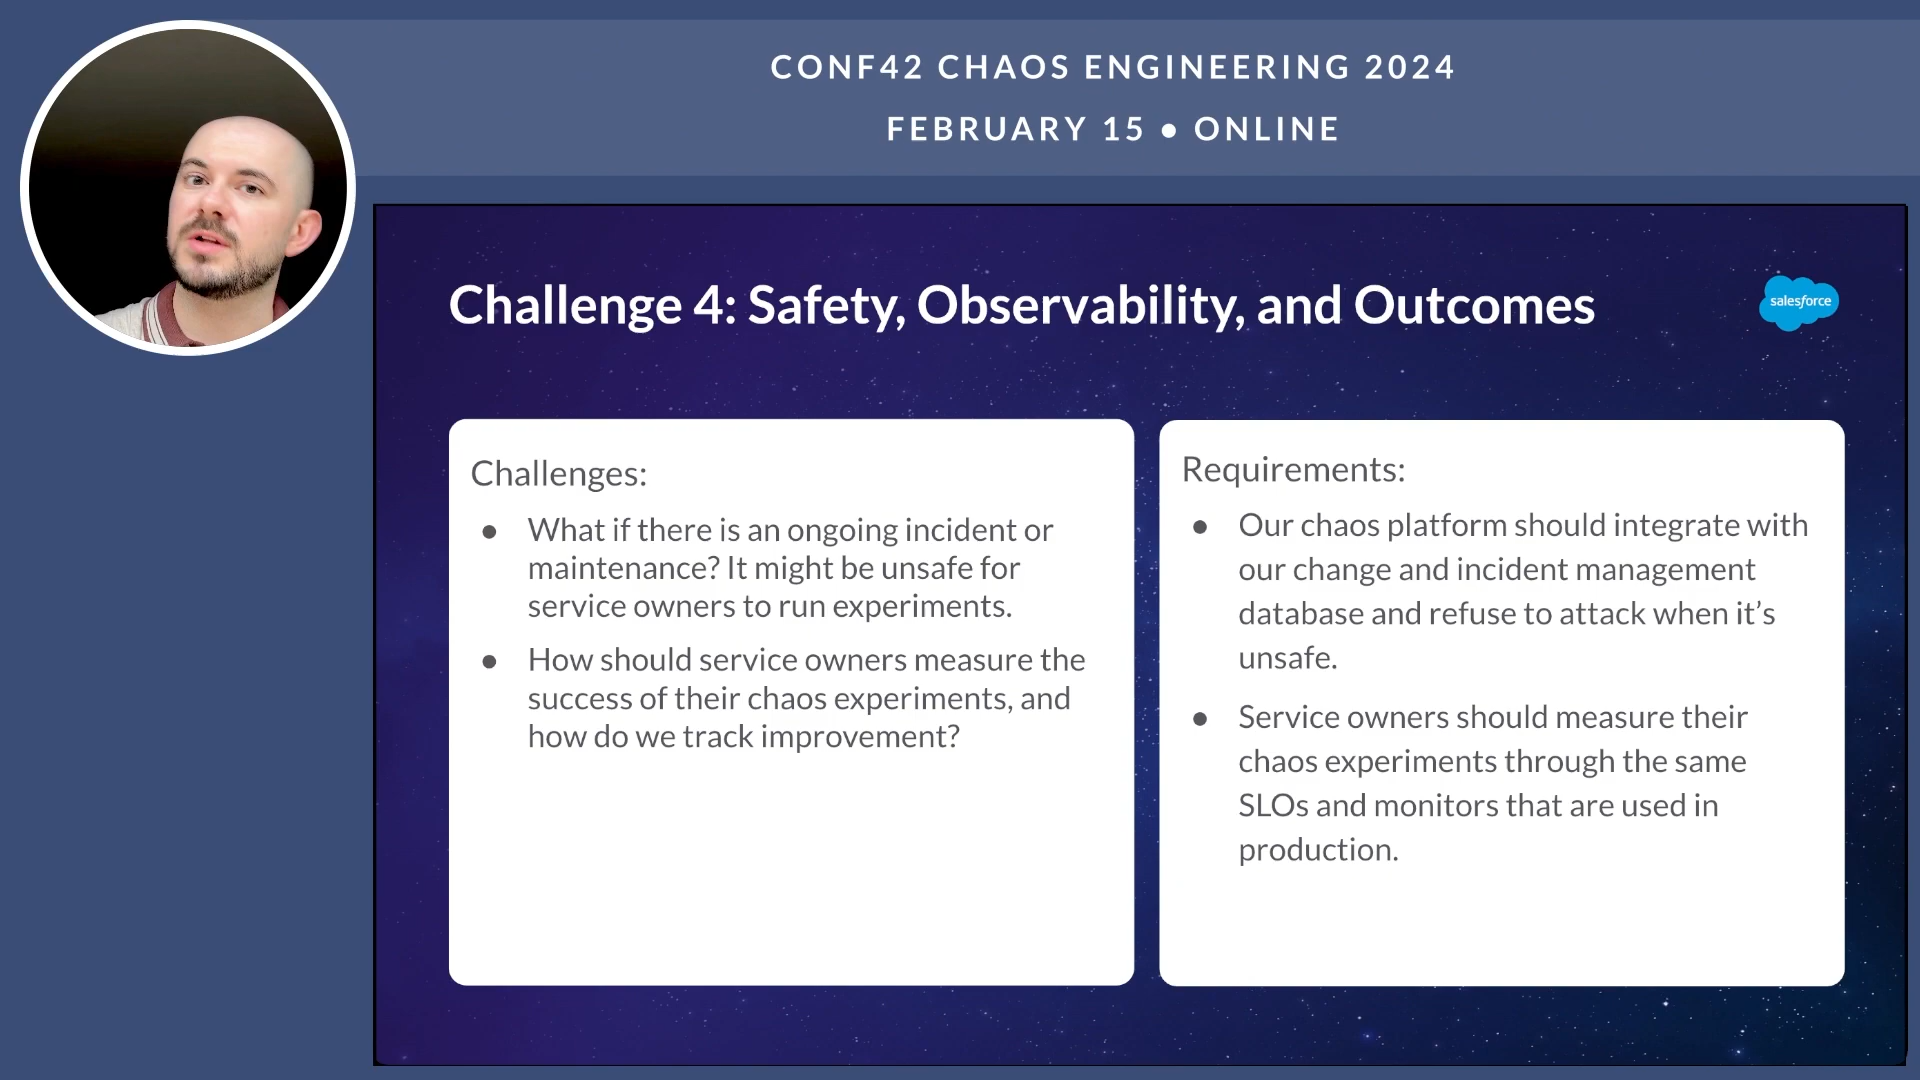 CONF42 CHAOS ENGINEERING 2024
FEBRUARY 15 • ONLINE
Challenge 4: Safety, Observability, and Outcomes
salesforce
Challenges:
● What if there is an ongoing incident or
maintenance? It might be unsafe for
service owners to run experiments.
● How should service owners measure the
success of their chaos experiments, and
how do we track improvement?
Requirements:
● Our chaos platform should integrate with
our change and incident management
database and refuse to attack when it’s
unsafe.
● Service owners should measure their
chaos experiments through the same
SLOs and monitors that are used in
production.